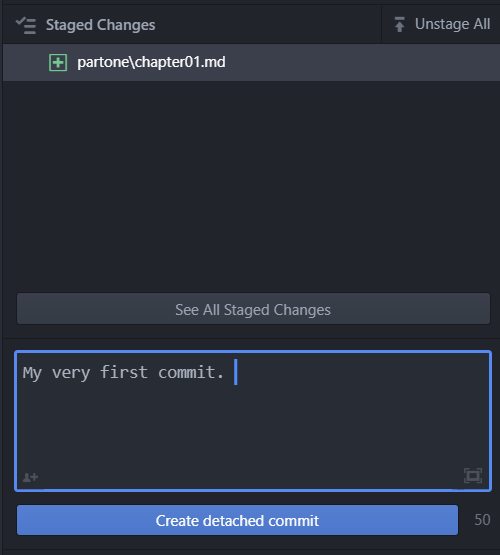 Staged Changes
Unstage All
partone\chapter01.md
See All Staged Changes
My very first commit.
Create detached commit
50